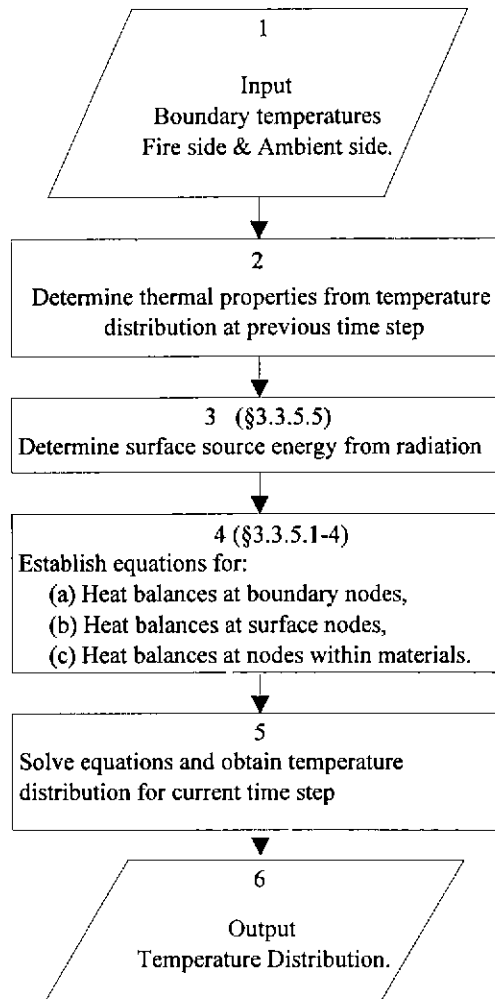 1
Input
Boundary temperatures
Fire side & Ambient side.
2
Determine thermal properties from temperature
distribution at previous time step
3 (§3.3.5.5)
Determine surface source energy from radiation
4 (§3.3.5.1-4)
Establish equations for:
(a) Heat balances at boundary nodes,
(b) Heat balances at surface nodes,
(c) Heat balances at nodes within materials.
5
Solve equations and obtain temperature
distribution for current time step
6
Output
Temperature Distribution.